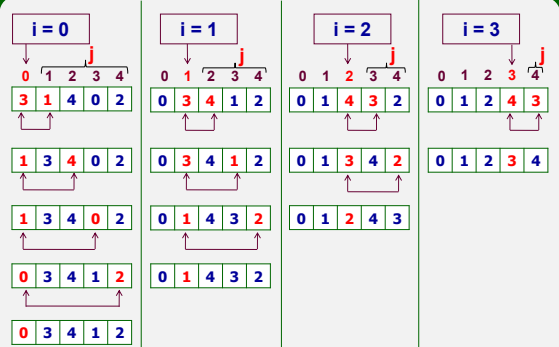 i = 0
j
0 1 2 3 4
3 1 4 0 2
1 3 4 0 2
1 3 4 0 2
0 3 4 1 2
0 3 4 1 2
i = 1
j
0 1 2 3 4
0 3 4 1 2
0 3 4 1 2
0 1 4 3 2
0 1 4 3 2
i = 2
j
0 1 2 3 4
0 1 4 3 2
0 1 3 4 2
0 1 2 4 3
i = 3
j
0 1 2 3 4
0 1 2 4 3
0 1 2 3 4